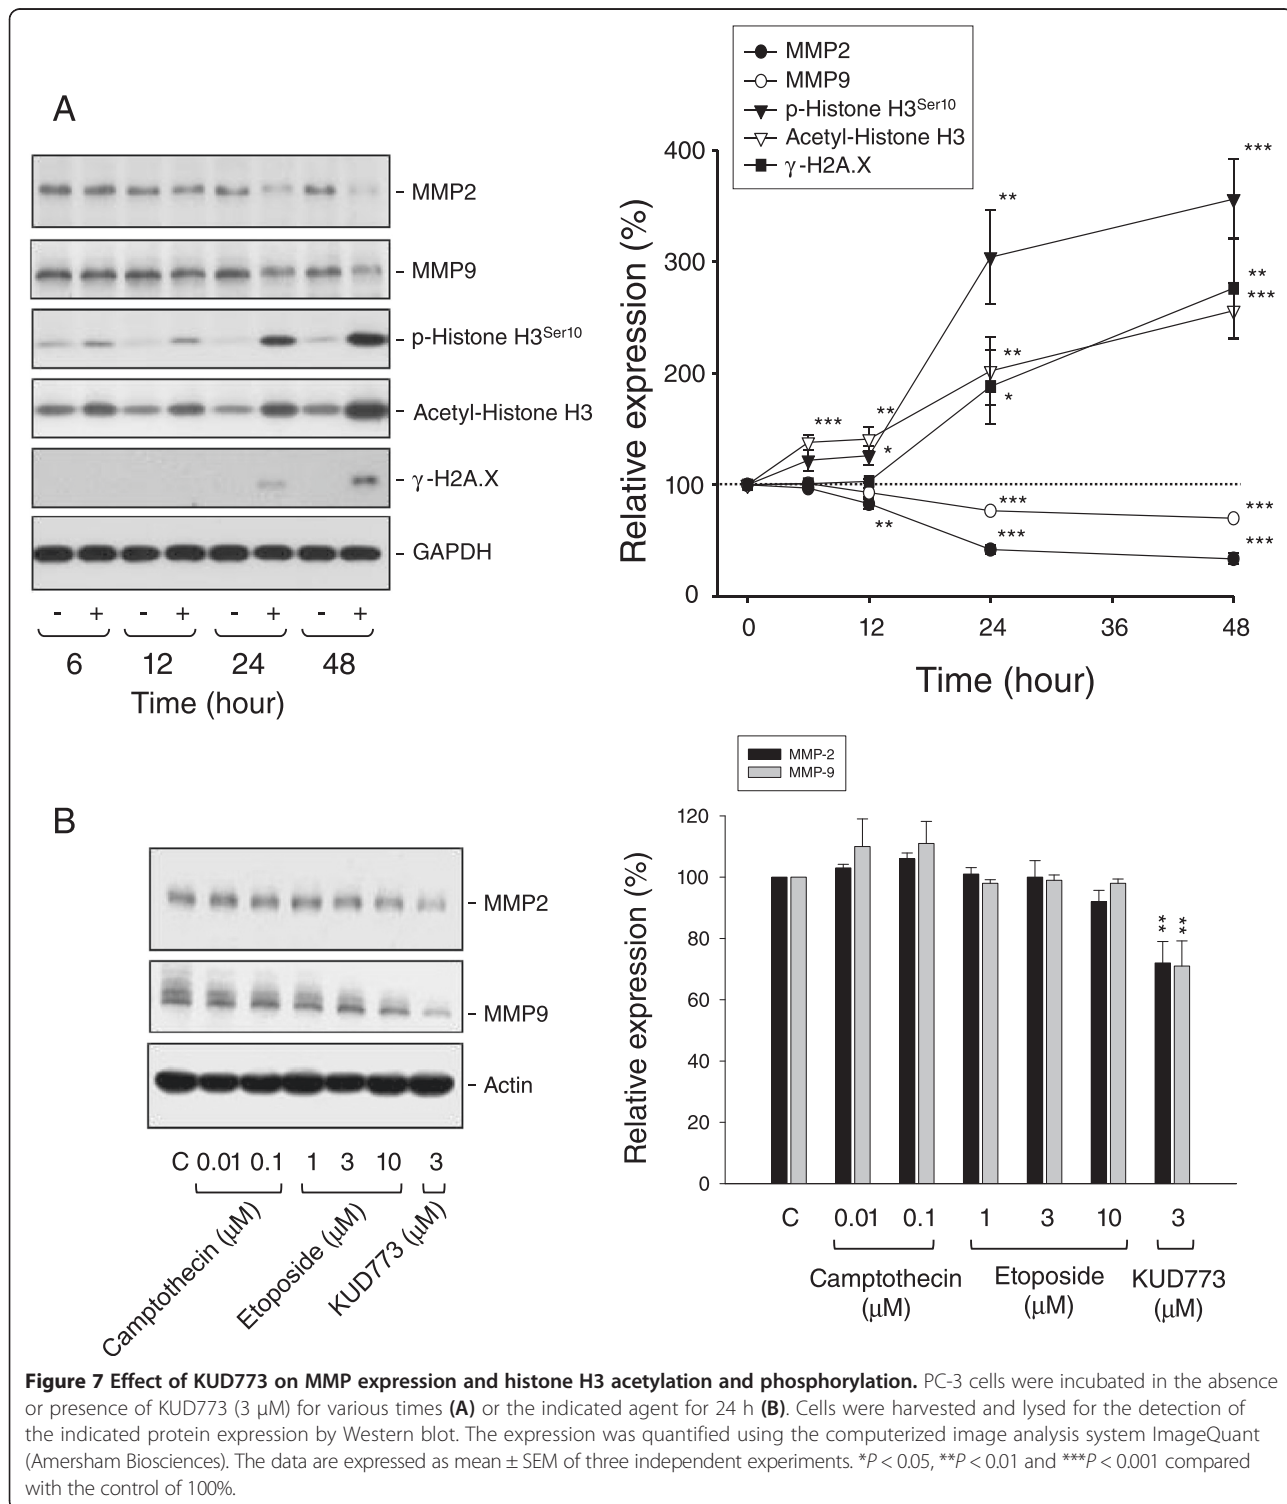 A
MMP2
MMP9
p-Histone H3Ser10
Acetyl-Histone H3
γ-H2A.X
GAPDH
- + - + - + - +
6 12 24 48
Time (hour)
MMP2
MMP9
p-Histone H3Ser10
Acetyl-Histone H3
γ-H2A.X
Relative expression (%)
400
300
200
100
0
*** ** ** *** ** * *** ** * *** *** ** *** ***
0 12 24 36 48
Time (hour)
B
MMP2
MMP9
Actin
C 0.01 0.1 1 3 10 3
Camptothecin (μM)
Etoposide (μM)
KUD773 (μM)
MMP-2
MMP-9
Relative expression (%)
120
100
80
60
40
20
0
** **
C 0.01 0.1 1 3 10 3
Camptothecin (μM)
Etoposide (μM)
KUD773 (μM)
Figure 7 Effect of KUD773 on MMP expression and histone H3 acetylation and phosphorylation. PC-3 cells were incubated in the absence
or presence of KUD773 (3 μM) for various times (A) or the indicated agent for 24 h (B). Cells were harvested and lysed for the detection of
the indicated protein expression by Western blot. The expression was quantified using the computerized image analysis system ImageQuant
(Amersham Biosciences). The data are expressed as mean ± SEM of three independent experiments. *P < 0.05, **P < 0.01 and ***P < 0.001 compared
with the control of 100%.